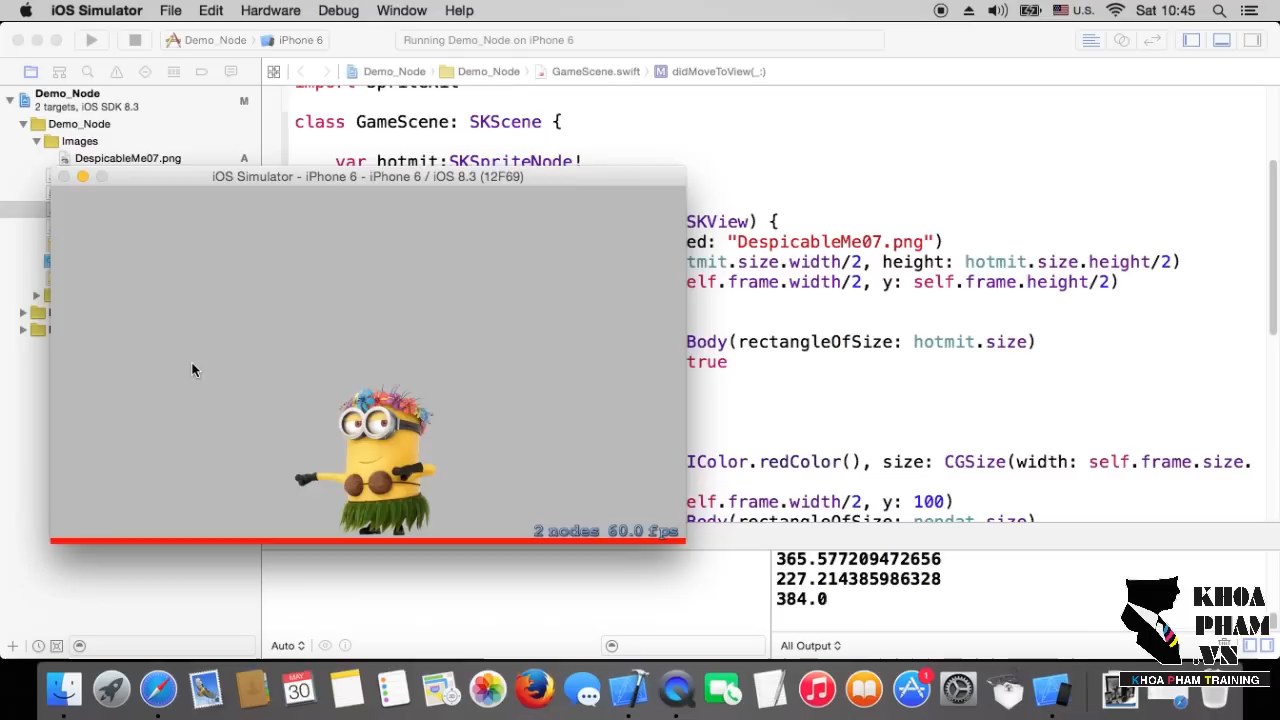 iOS Simulator File Edit Hardware Debug Window Help U.S. Sat 10:45
Demo_Node iPhone 6 Running Demo_Node on iPhone 6
Demo_Node Demo_Node GameScene.swift M didMoveToView(_:)
Demo_Node M
2 targets, iOS SDK 8.3
Demo_Node
Images
DespicableMe07.png A
import SpriteKit
class GameScene: SKScene {
var hotmit:SKSpriteNode!
iOS Simulator - iPhone 6 - iPhone 6 / iOS 8.3 (12F69)
SKView) {
ed: "DespicableMe07.png")
tmit.size.width/2, height: hotmit.size.height/2)
elf.frame.width/2, y: self.frame.height/2)
Body(rectangleOfSize: hotmit.size)
true
IColor.redColor(), size: CGSize(width: self.frame.size.
elf.frame.width/2, y: 100)
2 nodes 60.0 fps
365.577209472656
227.214385986328
384.0
Auto
All Output
MAY
30
1
KHOA
PHAM
.VN
KHOA PHAM TRAINING